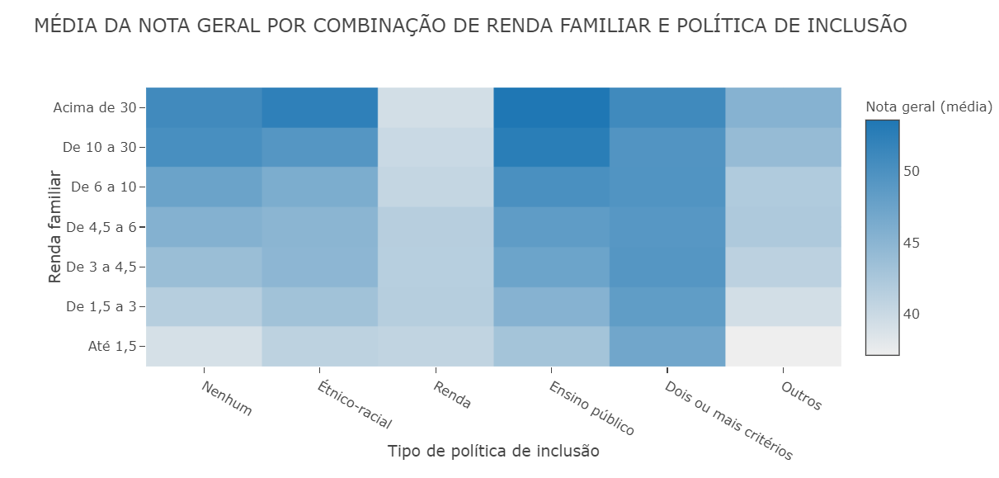 MÉDIA DA NOTA GERAL POR COMBINAÇÃO DE RENDA FAMILIAR E POLÍTICA DE INCLUSÃO
Nota geral (média)
50
45
40
Renda familiar
Acima de 30
De 10 a 30
De 6 a 10
De 4,5 a 6
De 3 a 4,5
De 1,5 a 3
Até 1,5
Nenhum
Étnico-racial
Renda
Ensino público
Dois ou mais critérios
Outros
Tipo de política de inclusão